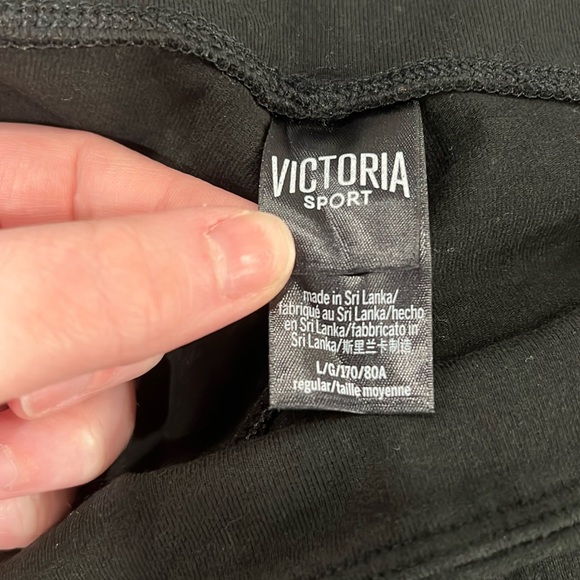 VICTORIA
SPORT
made in Sri Lanka/
fabriqué au Sri Lanka/hecho
en Sri Lanka/fabbricato in
Sri Lanka/斯里兰卡制造
L/G/170/80A
regular/taille moyenne